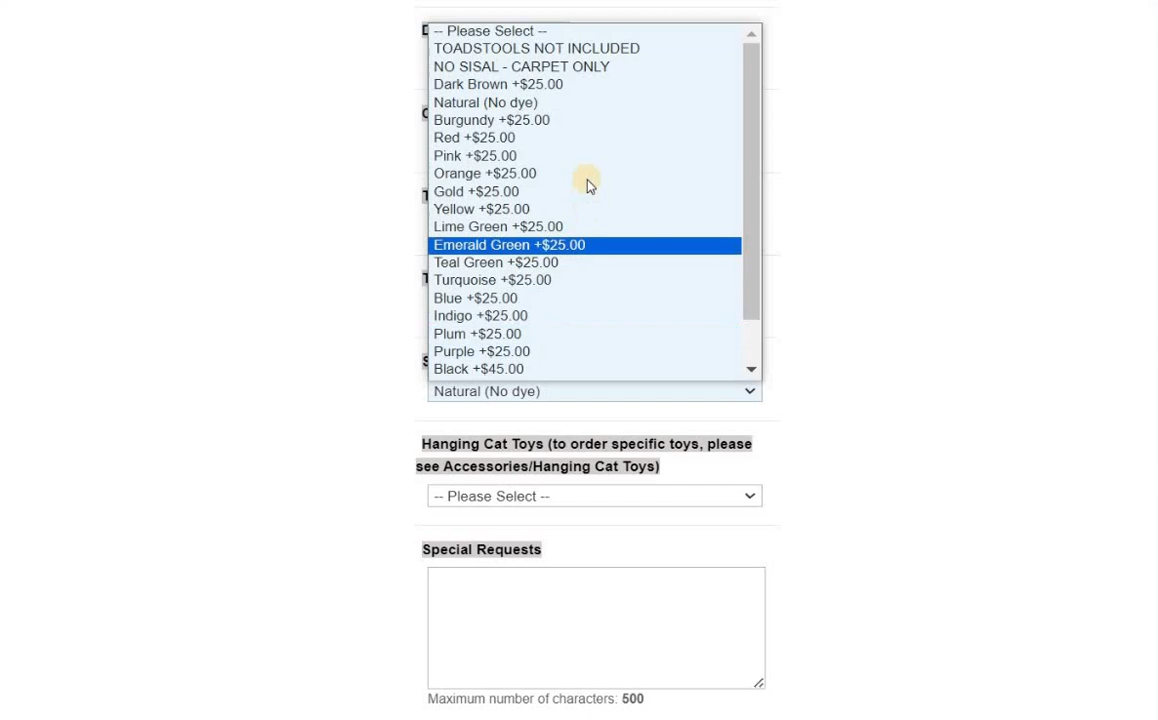 -- Please Select --
TOADSTOOLS NOT INCLUDED
NO SISAL - CARPET ONLY
Dark Brown +$25.00
Natural (No dye)
Burgundy +$25.00
Red +$25.00
Pink +$25.00
Orange +$25.00
Gold +$25.00
Yellow +$25.00
Lime Green +$25.00
Emerald Green +$25.00
Teal Green +$25.00
Turquoise +$25.00
Blue +$25.00
Indigo +$25.00
Plum +$25.00
Purple +$25.00
Black +$45.00
Natural (No dye)
Hanging Cat Toys (to order specific toys, please
see Accessories/Hanging Cat Toys)
-- Please Select --
Special Requests
Maximum number of characters: 500